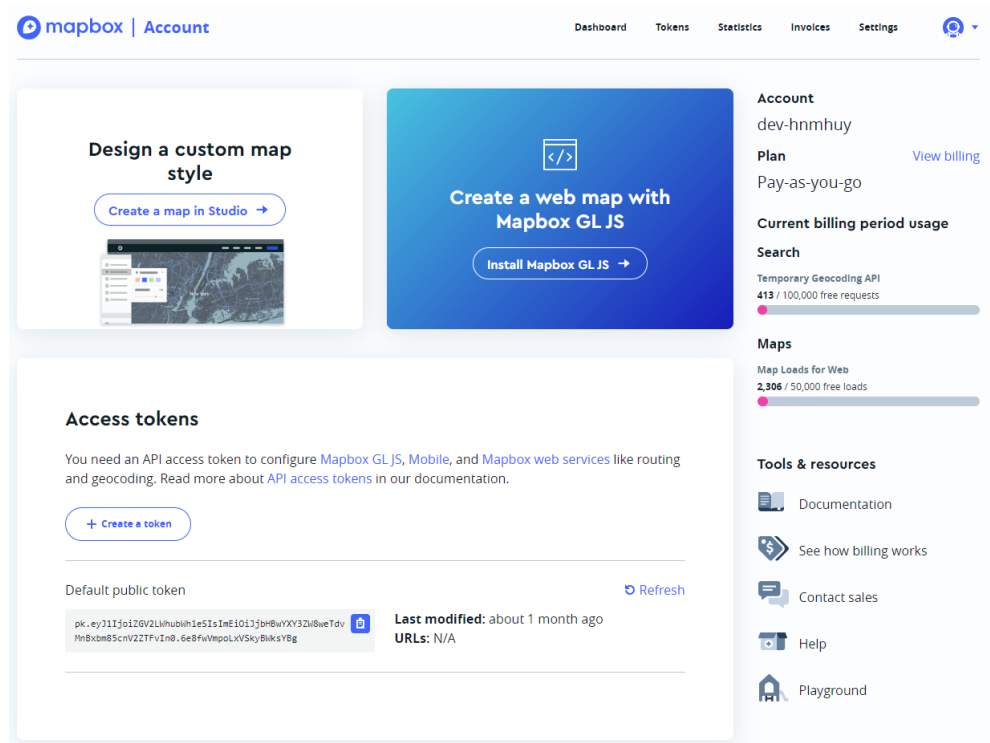 mapbox | Account
Dashboard Tokens Statistics Invoices Settings
Design a custom map
style
Create a map in Studio →
</>
Create a web map with
Mapbox GL JS
Install Mapbox GL JS →
Account
dev-hnmhuy
Plan View billing
Pay-as-you-go
Current billing period usage
Search
Temporary Geocoding API
413 / 100,000 free requests
Maps
Map Loads for Web
2,306 / 50,000 free loads
Access tokens
You need an API access token to configure Mapbox GL JS, Mobile, and Mapbox web services like routing
and geocoding. Read more about API access tokens in our documentation.
+ Create a token
Default public token Refresh
pk.eyJ1IjoiZGV2LWhubWh1eSIsImEiOiJjbHBwYXY3ZW8weTdv
MnBxbm85cnV2ZTFvIn0.6e8fwVmpoLxVSkyBWksYBg
Last modified: about 1 month ago
URLs: N/A
Tools & resources
Documentation
See how billing works
Contact sales
Help
Playground